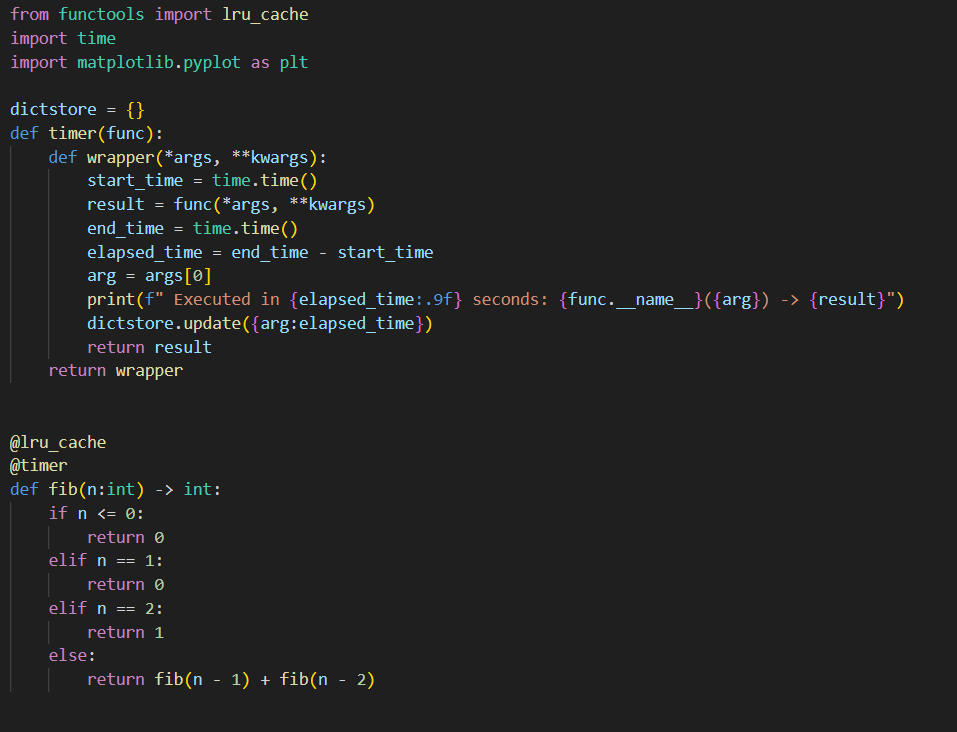 from functools import lru_cache
import time
import matplotlib.pyplot as plt

dictstore = {}
def timer(func):
    def wrapper(*args, **kwargs):
        start_time = time.time()
        result = func(*args, **kwargs)
        end_time = time.time()
        elapsed_time = end_time - start_time
        arg = args[0]
        print(f" Executed in {elapsed_time:.9f} seconds: {func.__name__}({arg}) -> {result}")
        dictstore.update({arg:elapsed_time})
        return result
    return wrapper


@lru_cache
@timer
def fib(n:int) -> int:
    if n <= 0:
        return 0
    elif n == 1:
        return 0
    elif n == 2:
        return 1
    else:
        return fib(n - 1) + fib(n - 2)